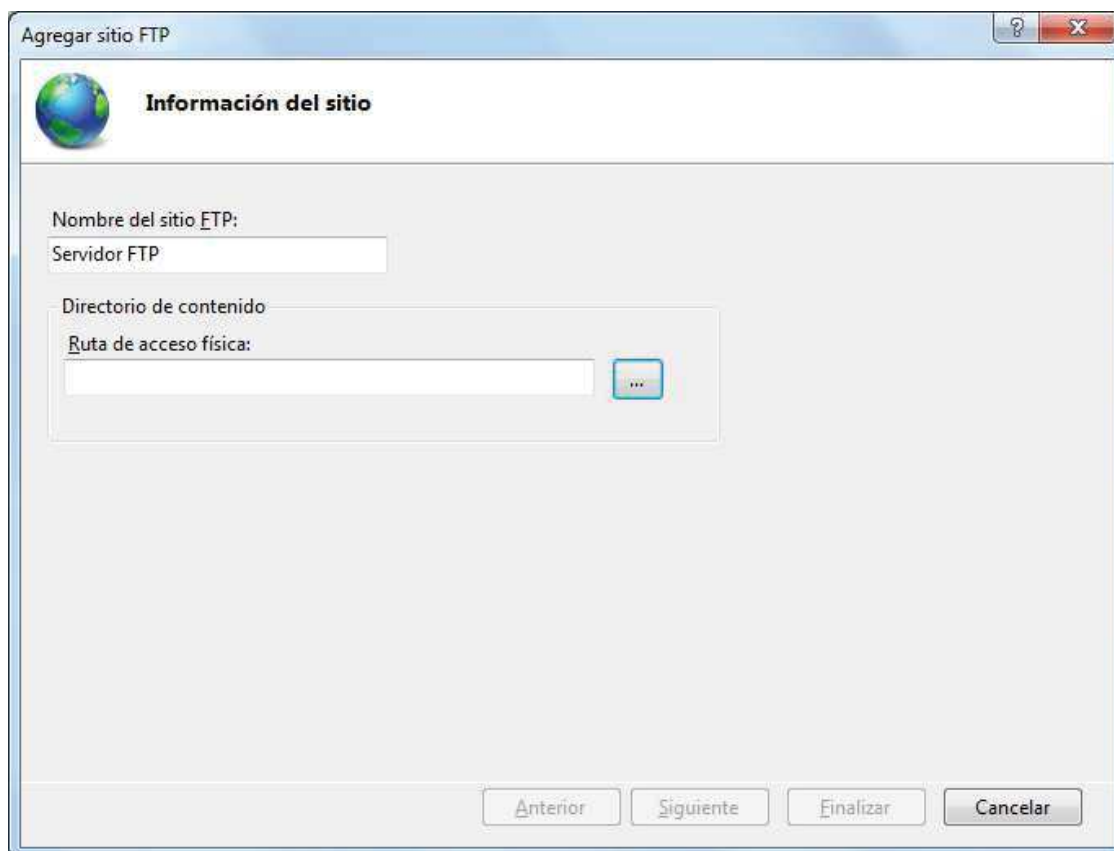 Agregar sitio FTP
Información del sitio
Nombre del sitio FTP:
Servidor FTP
Directorio de contenido
Ruta de acceso física:
...
Anterior
Siguiente
Finalizar
Cancelar